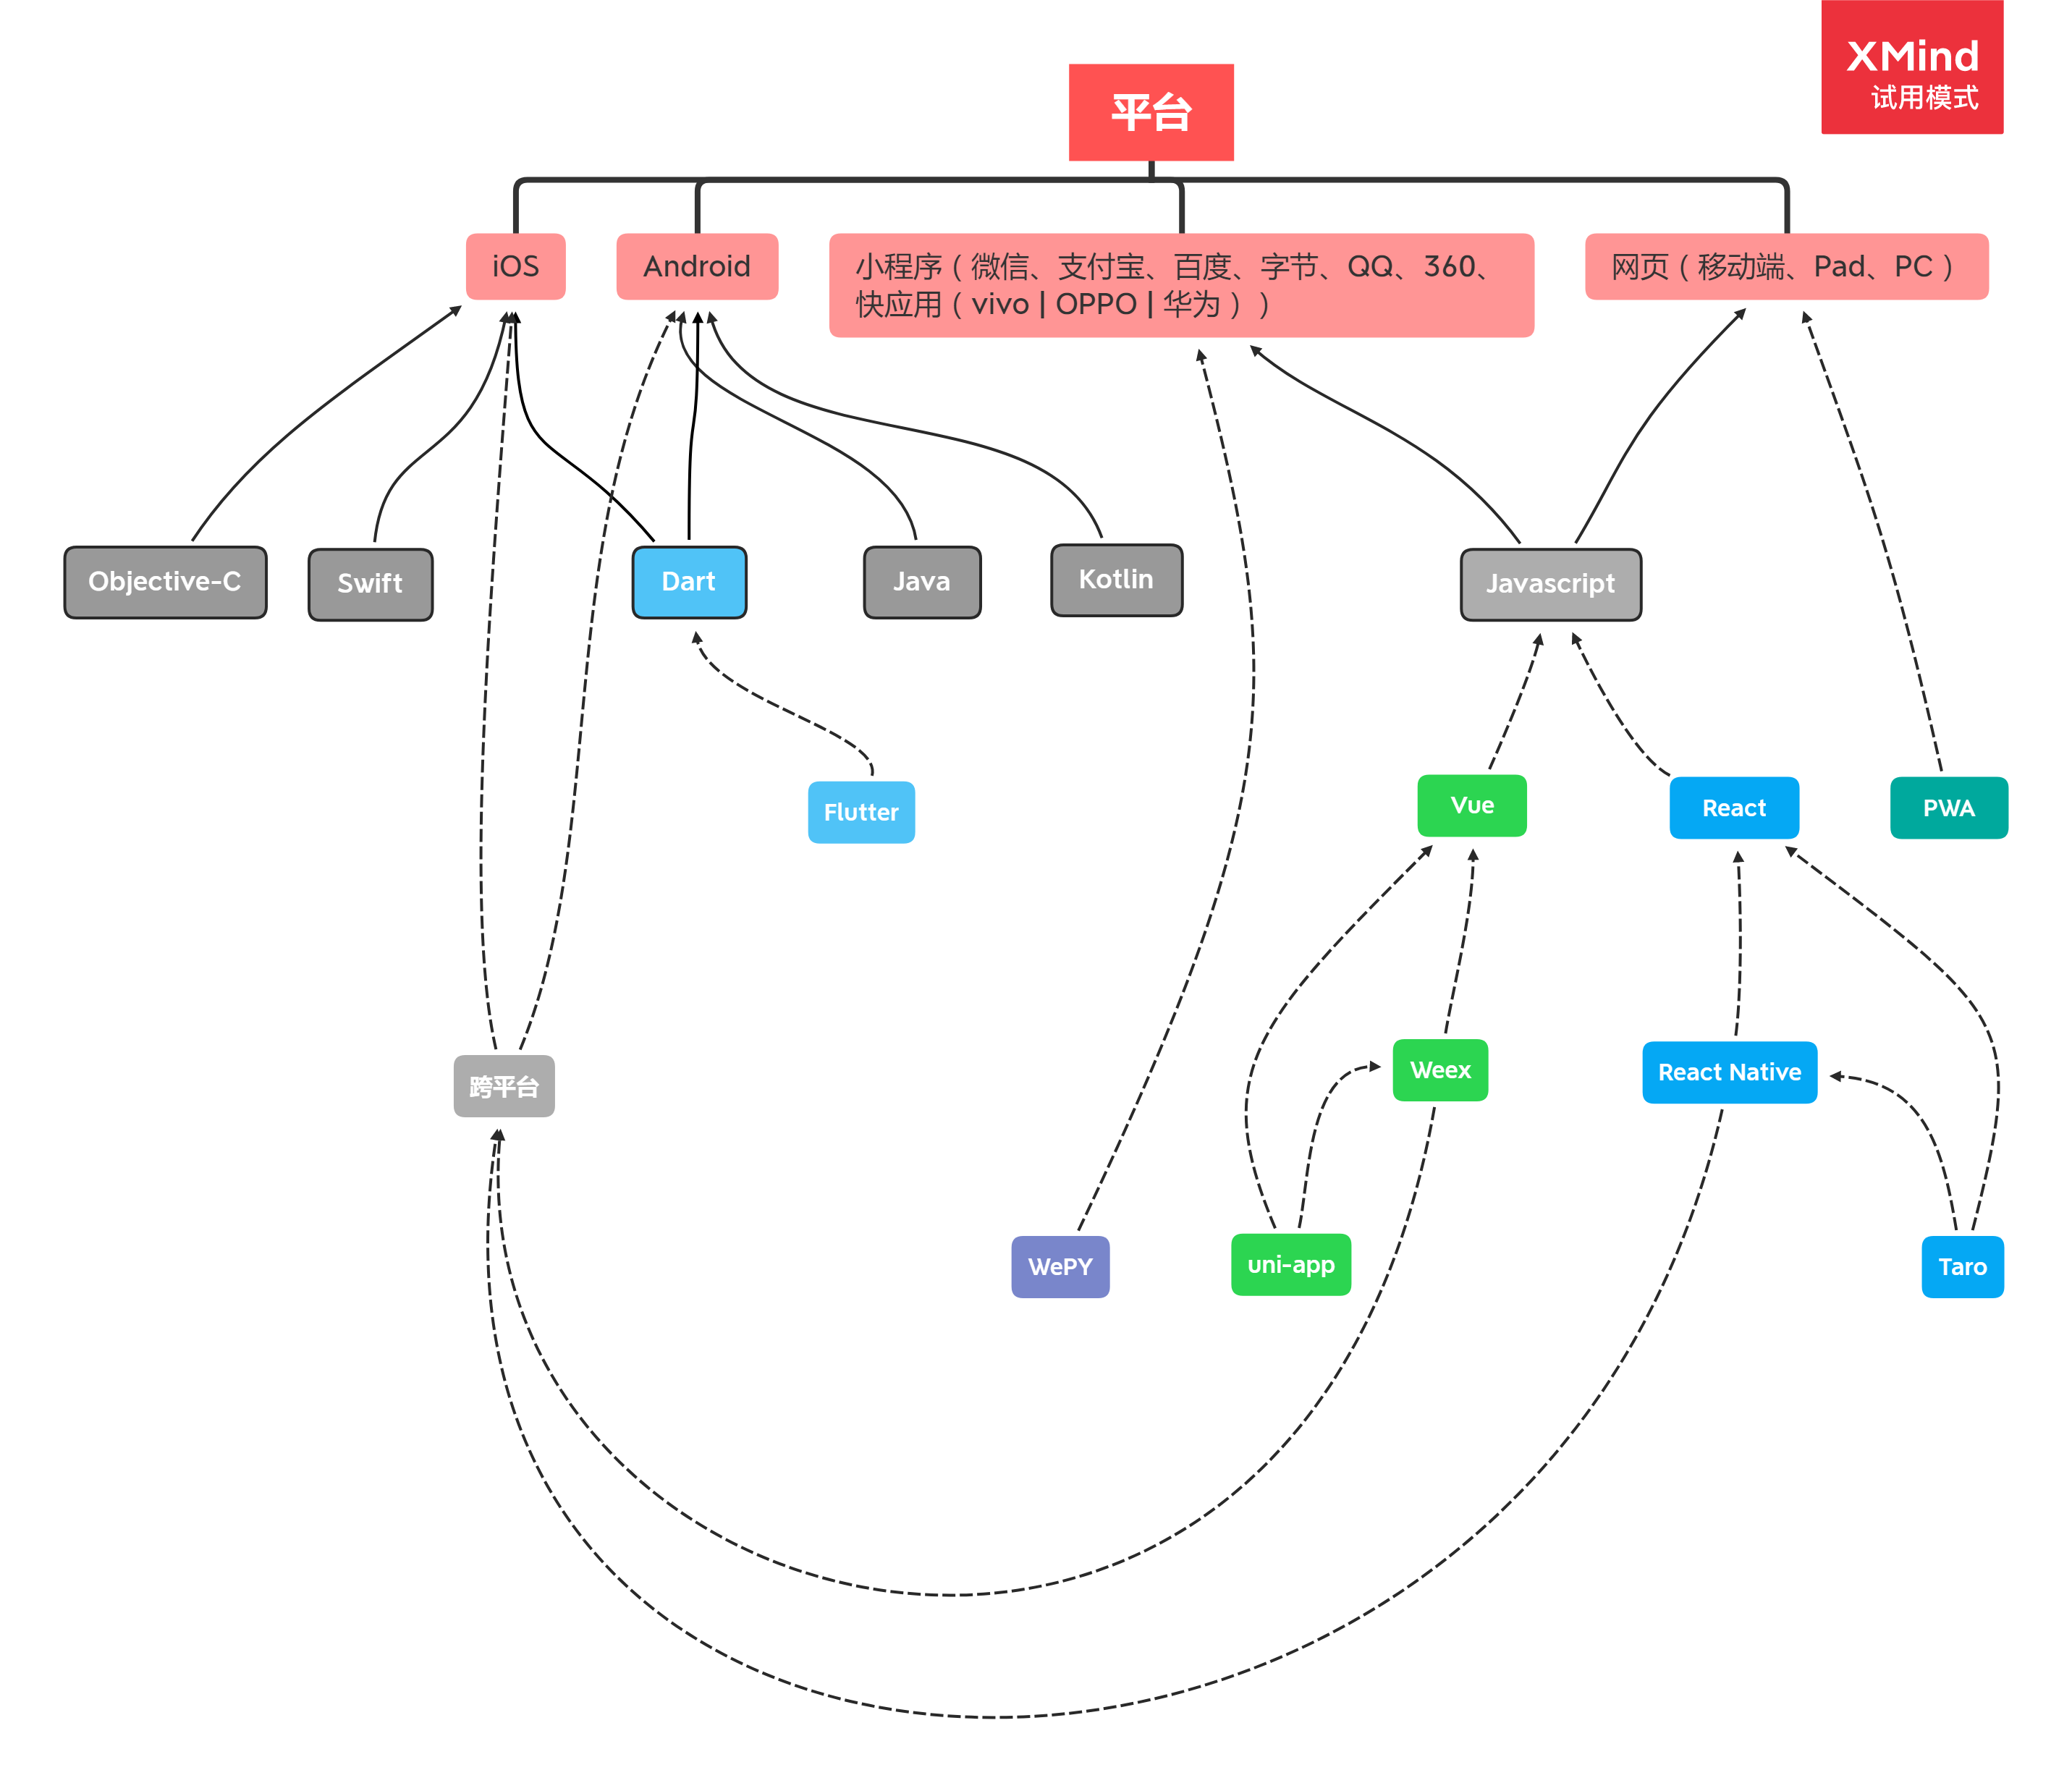 XMind
试用模式
平台
iOS
Android
小程序（微信、支付宝、百度、字节、QQ、360、
快应用（vivo | OPPO | 华为））
网页（移动端、Pad、PC）
Objective-C
Swift
Dart
Java
Kotlin
Javascript
Flutter
Vue
React
PWA
跨平台
Weex
React Native
WePY
uni-app
Taro